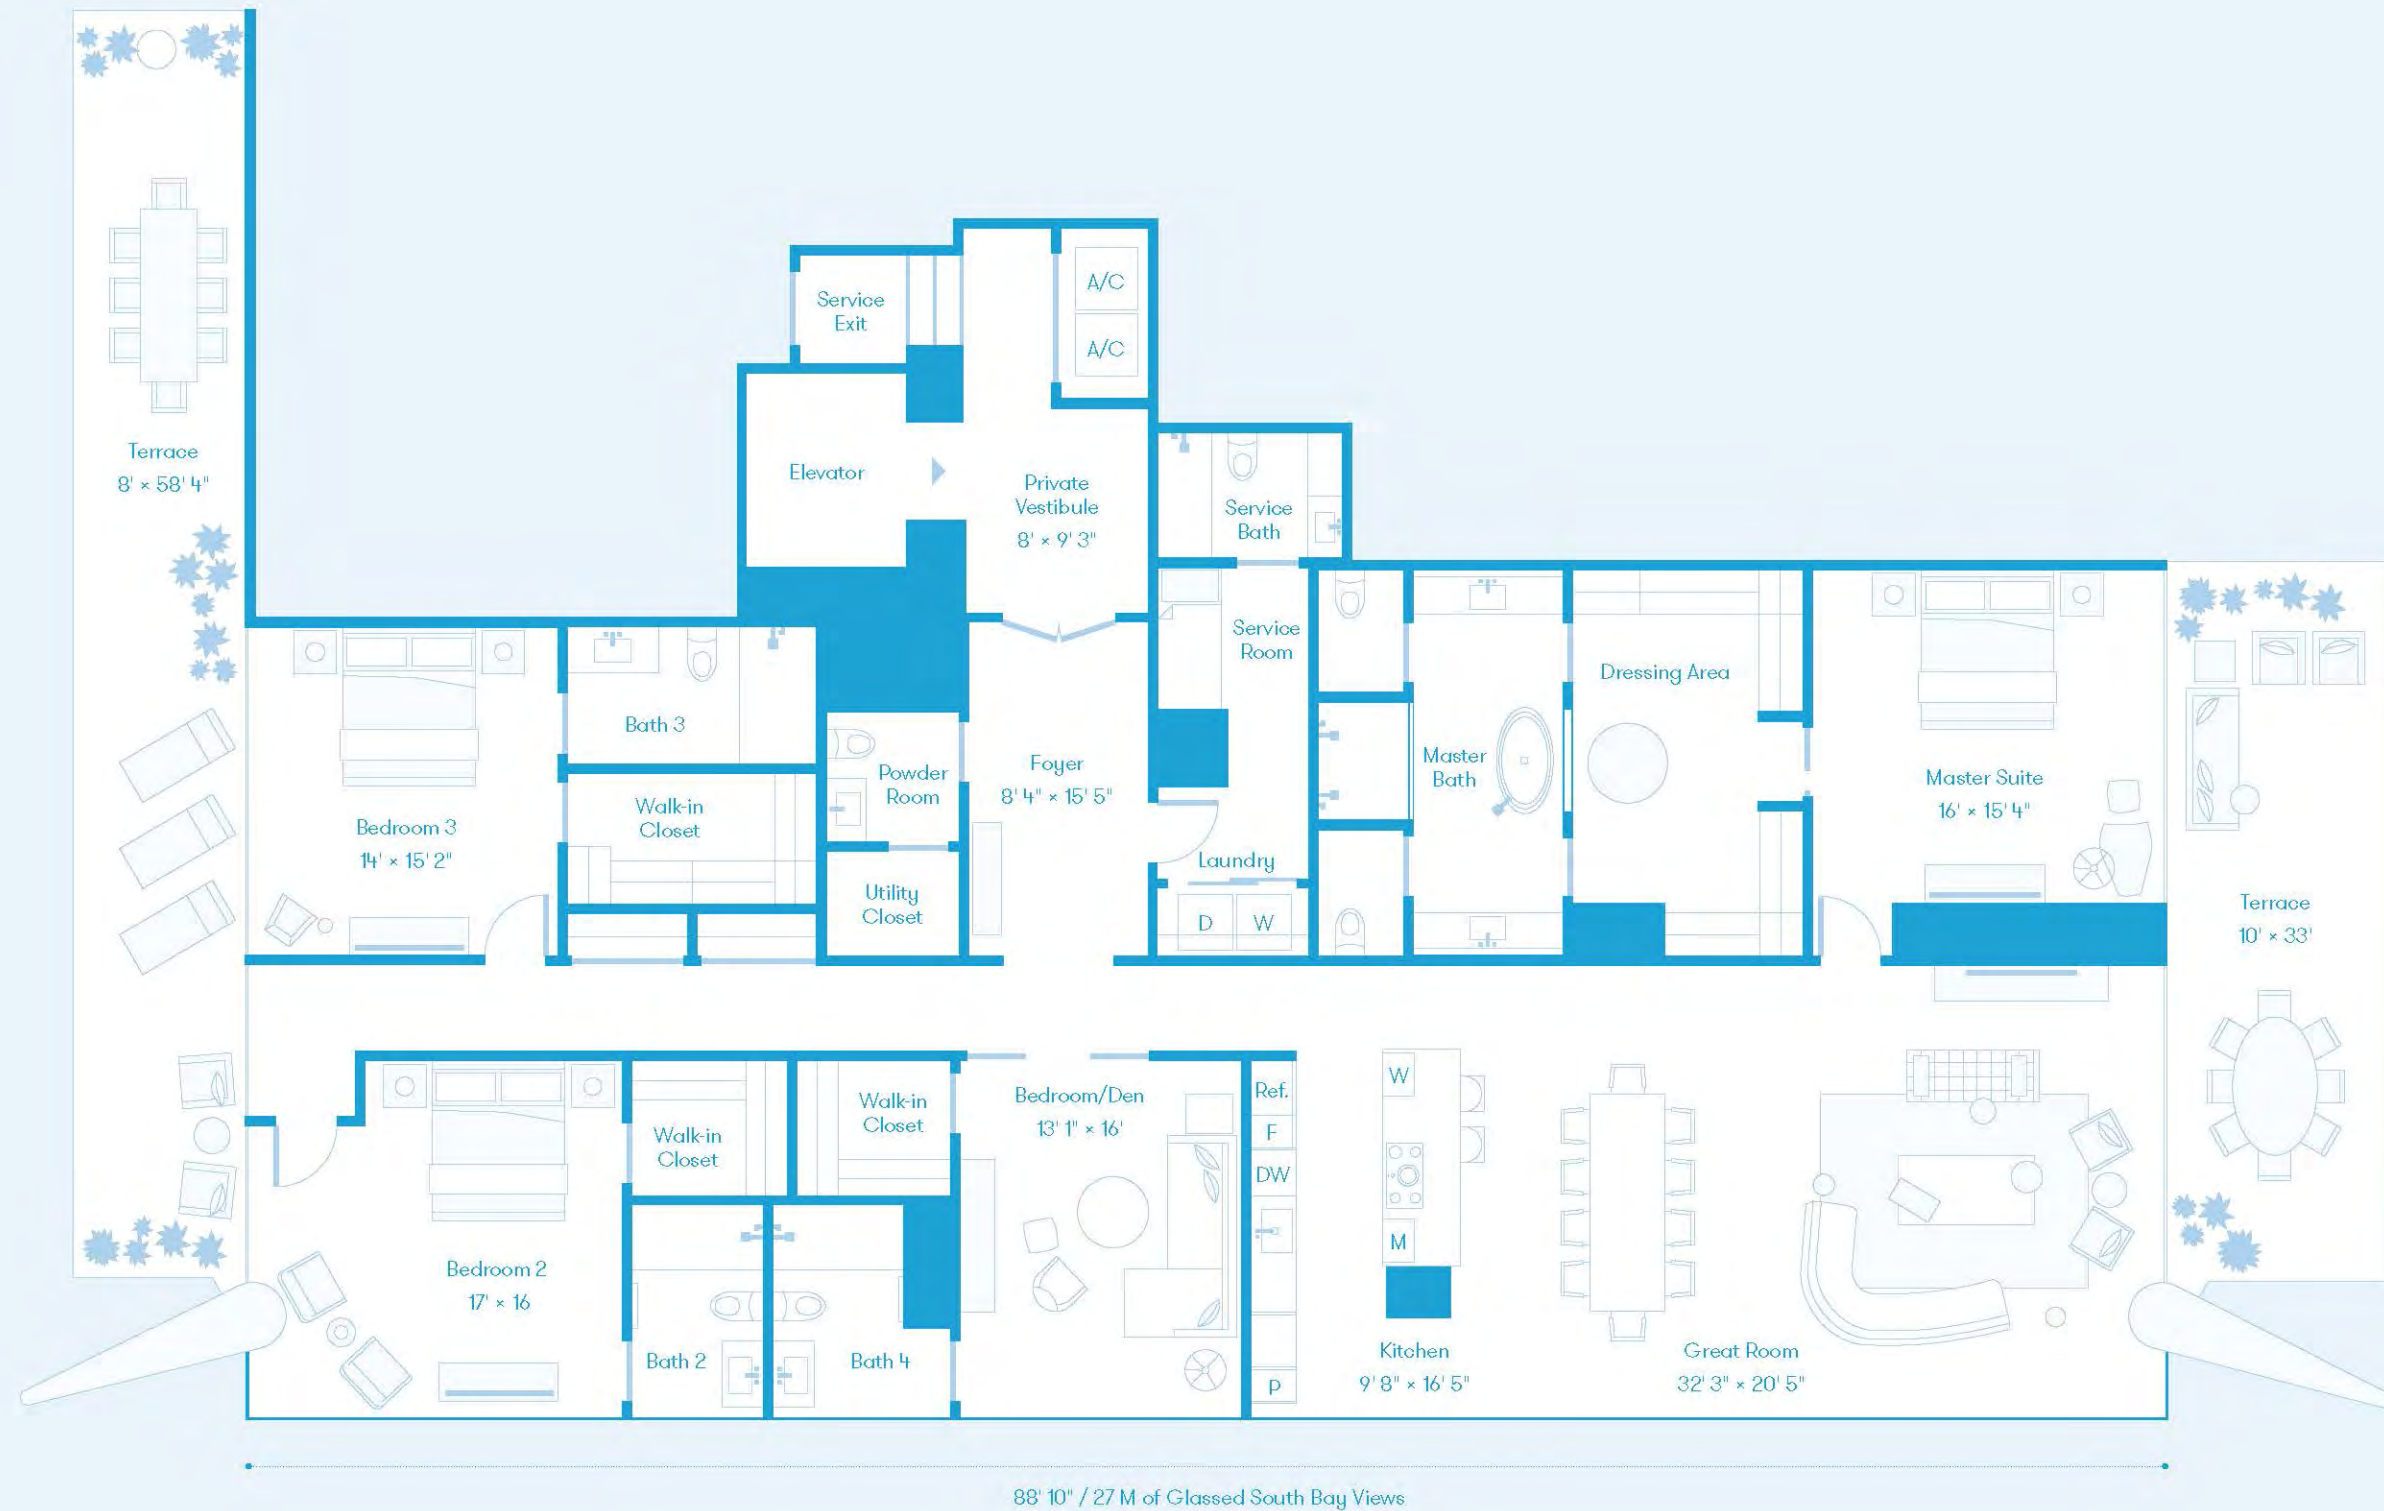 A/C
Service
Exit
A/C
Terrace
8' × 58' 4"
Elevator
Private
Vestibule
8' × 9' 3"
Service
Bath
Service
Room
Dressing Area
Bath 3
Powder
Room
Foyer
8' 4" × 15' 5"
Master
Bath
Master Suite
16' × 15' 4"
Walk-in
Closet
Bedroom 3
14' × 15' 2"
Laundry
Utility
Closet
D
W
Terrace
10' × 33'
Walk-in
Closet
Walk-in
Closet
Bedroom/Den
13' 1" × 16'
Ref.
F
DW
P
W
M
Bedroom 2
17' × 16
Bath 2
Bath 4
Kitchen
9' 8" × 16' 5"
Great Room
32' 3" × 20' 5"
88' 10" / 27 M of Glassed South Bay Views